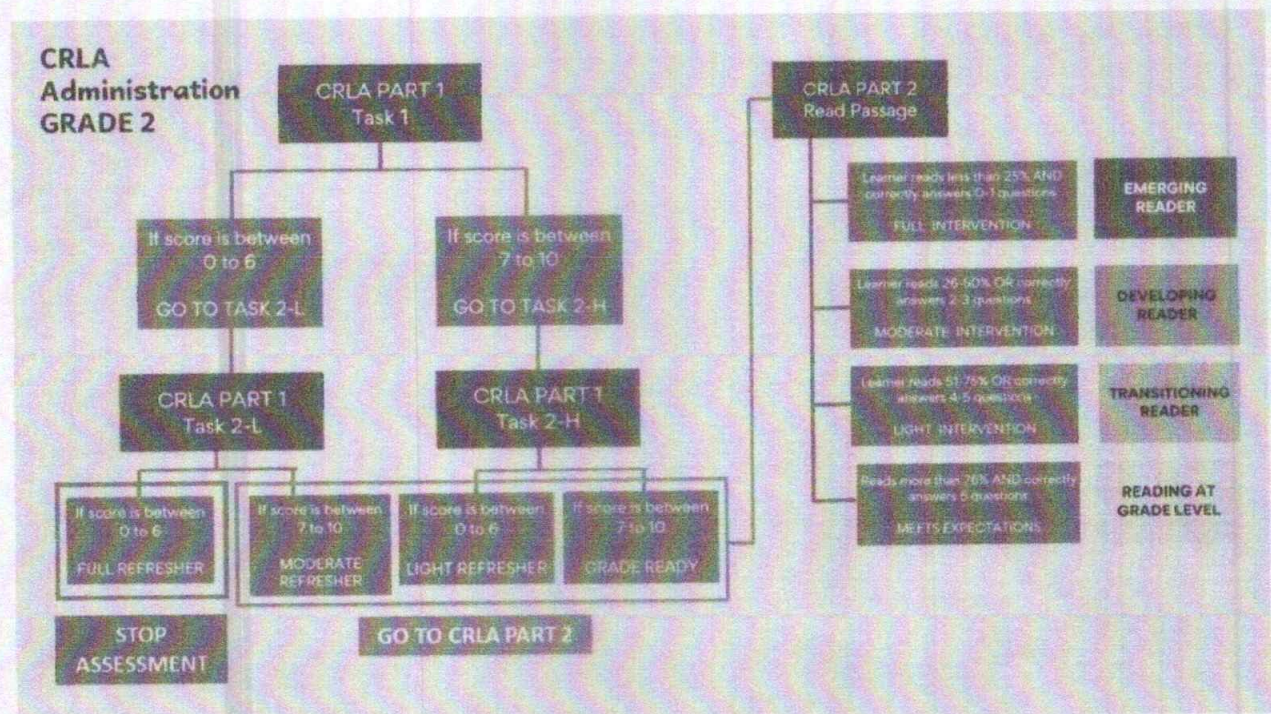 CRLA
Administration
GRADE 2
CRLA PART 1
Task 1
If score is between
0 to 6
GO TO TASK 2-L
If score is between
7 to 10
GO TO TASK 2-H
CRLA PART 1
Task 2-L
CRLA PART 1
Task 2-H
If score is between
0 to 6
FULL REFRESHER
If score is between
7 to 10
MODERATE
REFRESHER
If score is between
0 to 6
LIGHT REFRESHER
If score is between
7 to 10
GRADE READY
STOP
ASSESSMENT
GO TO CRLA PART 2
CRLA PART 2
Read Passage
Learner reads less than 25% AND
correctly answers 0-1 questions
FULL INTERVENTION
EMERGING
READER
Learner reads 26-50% OR correctly
answers 2-3 questions
MODERATE INTERVENTION
DEVELOPING
READER
Learner reads 51-75% OR correctly
answers 4-5 questions
LIGHT INTERVENTION
TRANSITIONING
READER
Reads more than 76% AND correctly
answers 5 questions
MEETS EXPECTATIONS
READING AT
GRADE LEVEL